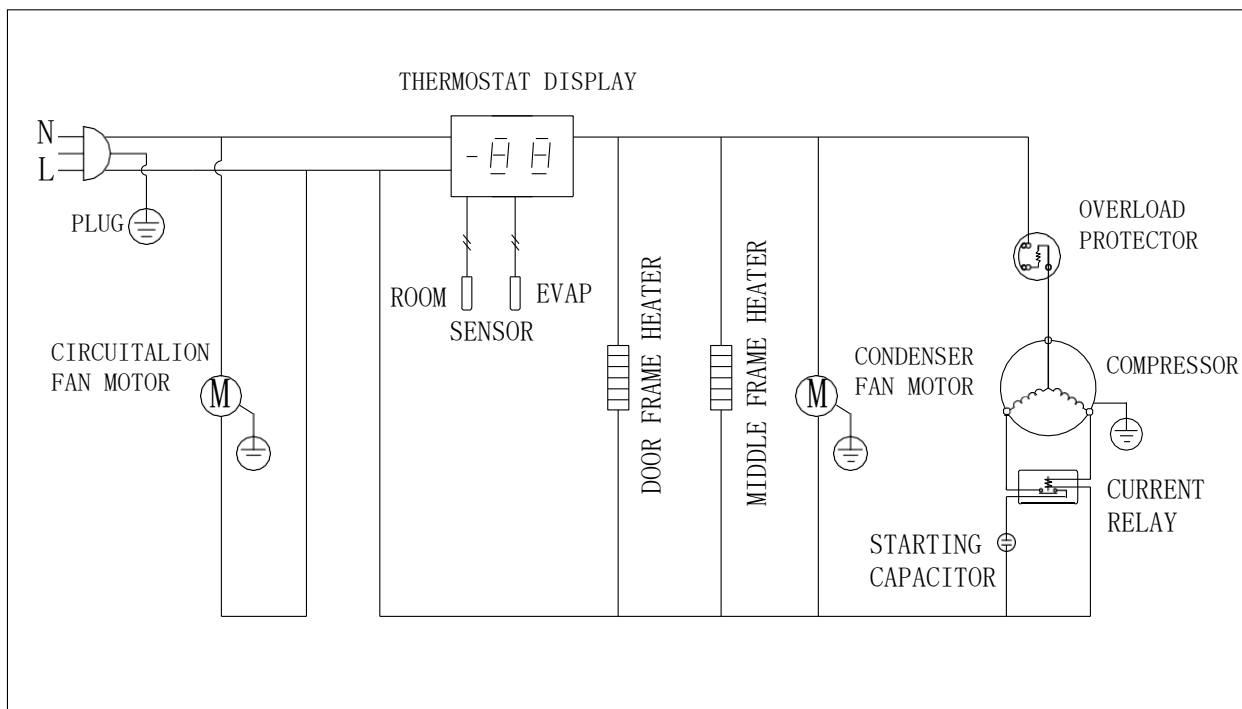 THERMOSTAT DISPLAY
N
L
PLUG
-88
ROOM
EVAP
SENSOR
OVERLOAD
PROTECTOR
CIRCUITALION
FAN MOTOR
M
DOOR FRAME HEATER
MIDDLE FRAME HEATER
CONDENSER
FAN MOTOR
M
COMPRESSOR
CURRENT
RELAY
STARTING
CAPACITOR